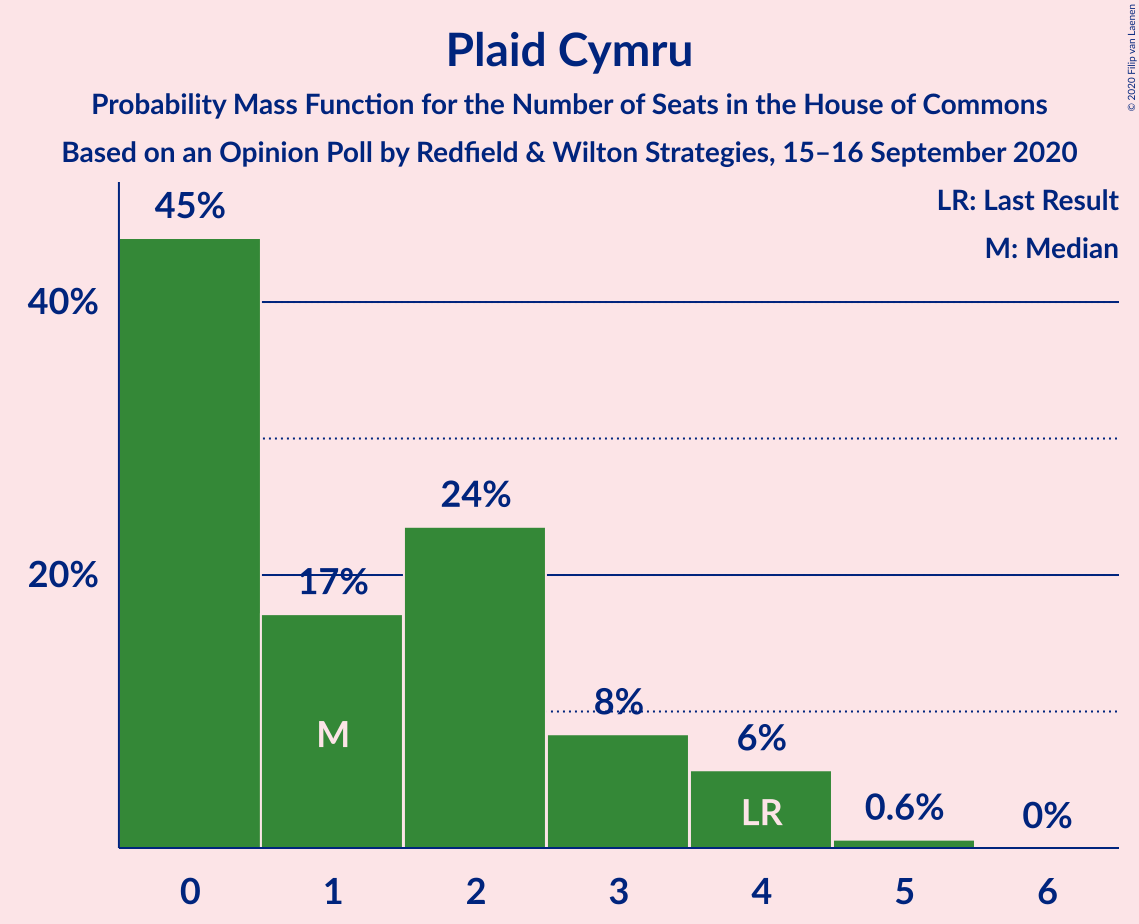 Plaid Cymru
Probability Mass Function for the Number of Seats in the House of Commons
Based on an Opinion Poll by Redfield & Wilton Strategies, 15–16 September 2020
© 2020 Filip van Laenen
LR: Last Result
M: Median
45%
40%
24%
20%
17%
8%
6%
0.6%
0%
M
LR
0 1 2 3 4 5 6